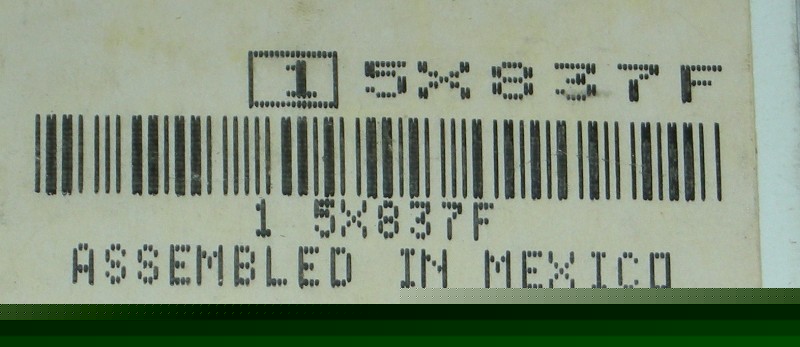 1 5X837F
1 5X837F
ASSEMBLED IN MEXICO